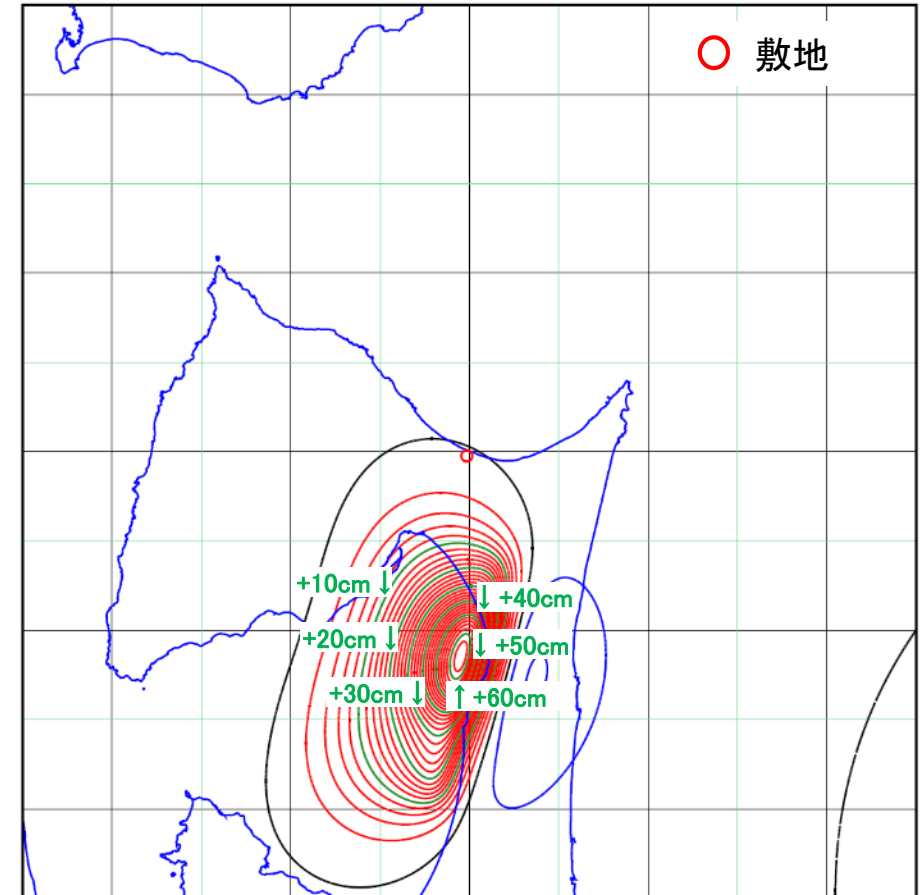 敷地
+10cm ↓
↓ +40cm
+20cm ↓
↓ +50cm
+30cm ↓
↑ +60cm